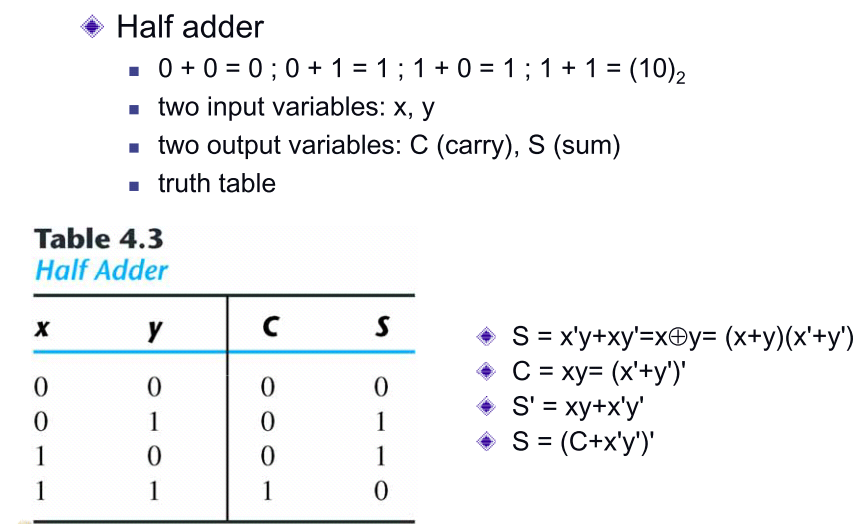 Half adder
0 + 0 = 0 ; 0 + 1 = 1 ; 1 + 0 = 1 ; 1 + 1 = (10)₂
two input variables: x, y
two output variables: C (carry), S (sum)
truth table
Table 4.3
Half Adder
x y C S
0 0 0 0
0 1 0 1
1 0 0 1
1 1 1 0
S = x'y+xy'=x⊕y= (x+y)(x'+y')
C = xy= (x'+y')'
S' = xy+x'y'
S = (C+x'y')'